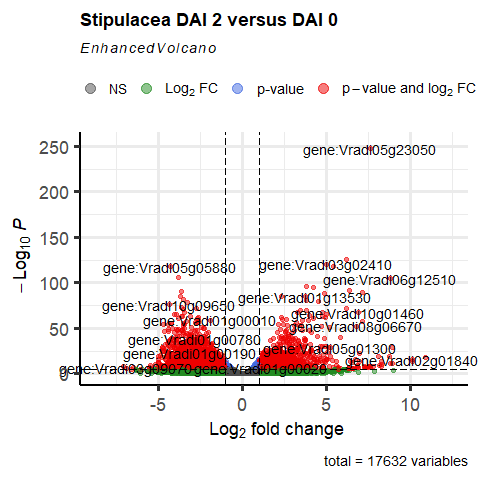 Stipulacea DAI 2 versus DAI 0
EnhancedVolcano
NS Log2 FC p-value p−value and log2 FC
250
200
150
100
50
0
−Log10 P
gene:Vradi05g23050
gene:Vradi05g05880
gene:Vradi03g02410
gene:Vradi06g12510
gene:Vradi01g13530
gene:Vradi10g09650
gene:Vradi10g01460
gene:Vradi01g00010
gene:Vradi08g06670
gene:Vradi01g00780
gene:Vradi05g01300
gene:Vradi01g00190
gene:Vradi02g01840
gene:Vradi01g00020
-5 0 5 10
Log2 fold change
total = 17632 variables